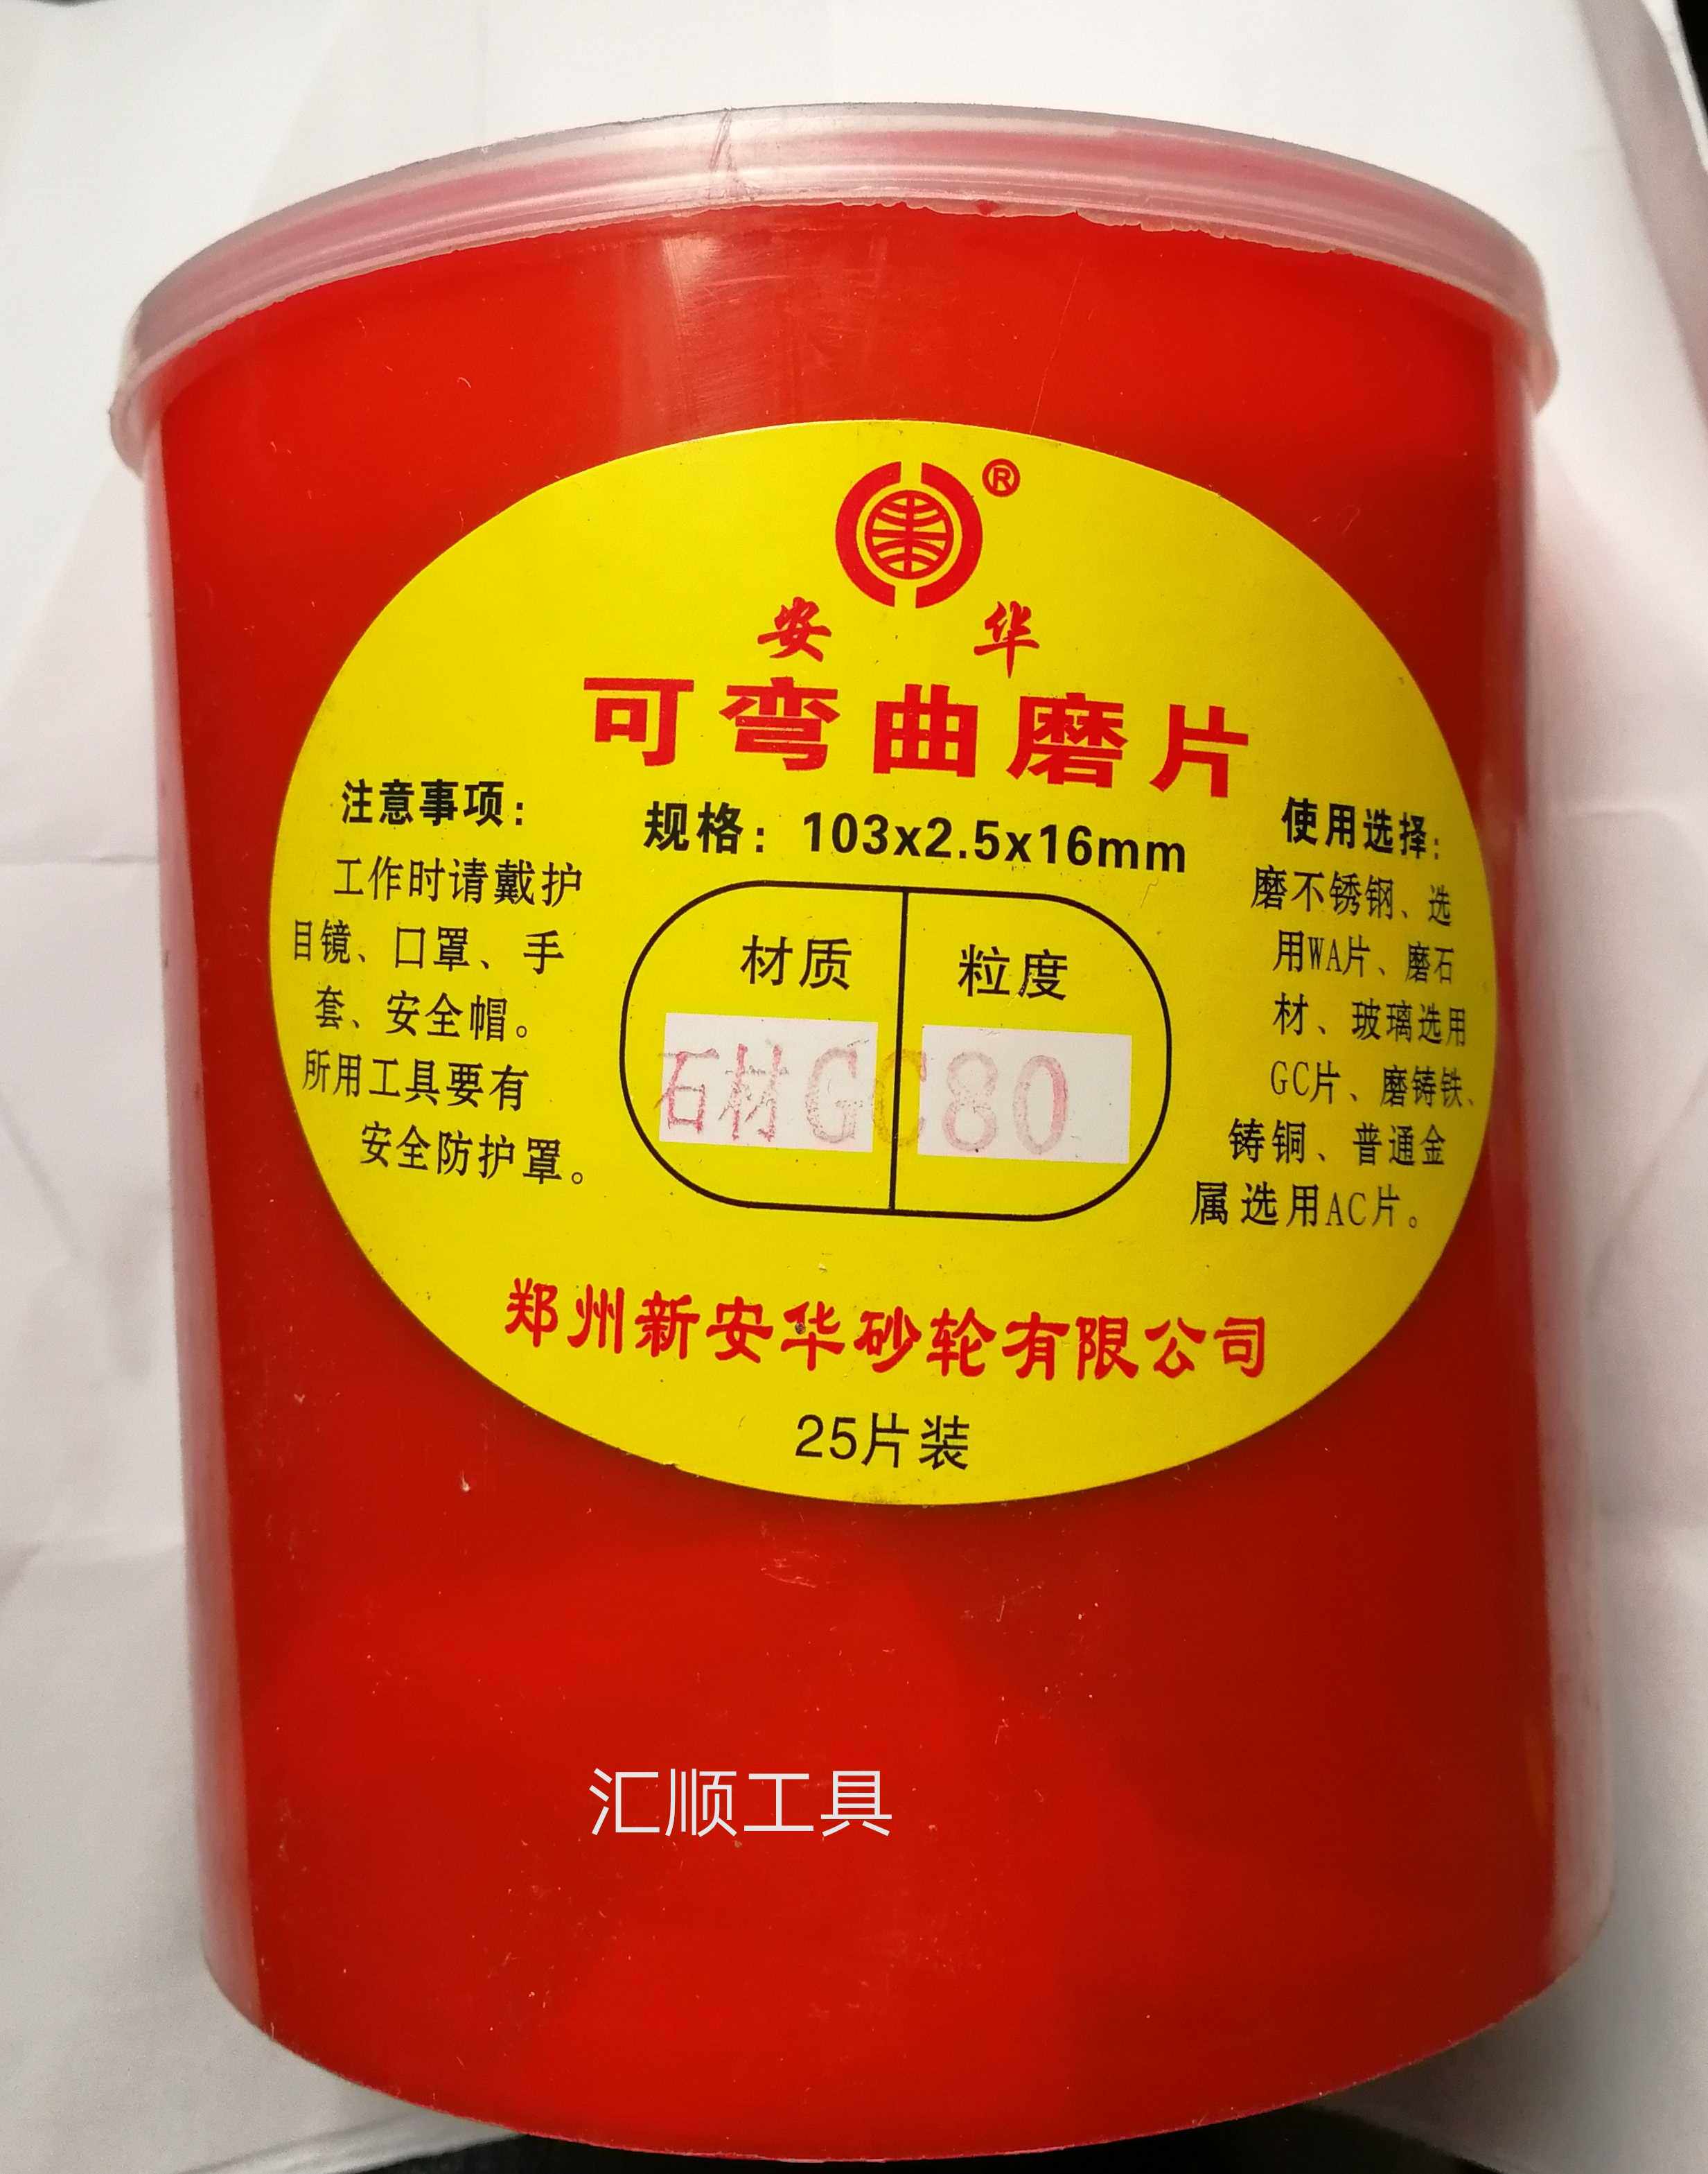 ®
安 华
可弯曲磨片
规格：103x2.5x16mm
注意事项：
工作时请戴护
目镜、口罩、手
套、安全帽。
所用工具要有
安全防护罩。
材质 粒度
石材GC80
使用选择：
磨不锈钢、选
用WA片、磨石
材、玻璃选用
GC片、磨铸铁、
铸铜、普通金
属选用AC片。
郑州新安华砂轮有限公司
25片装
汇顺工具